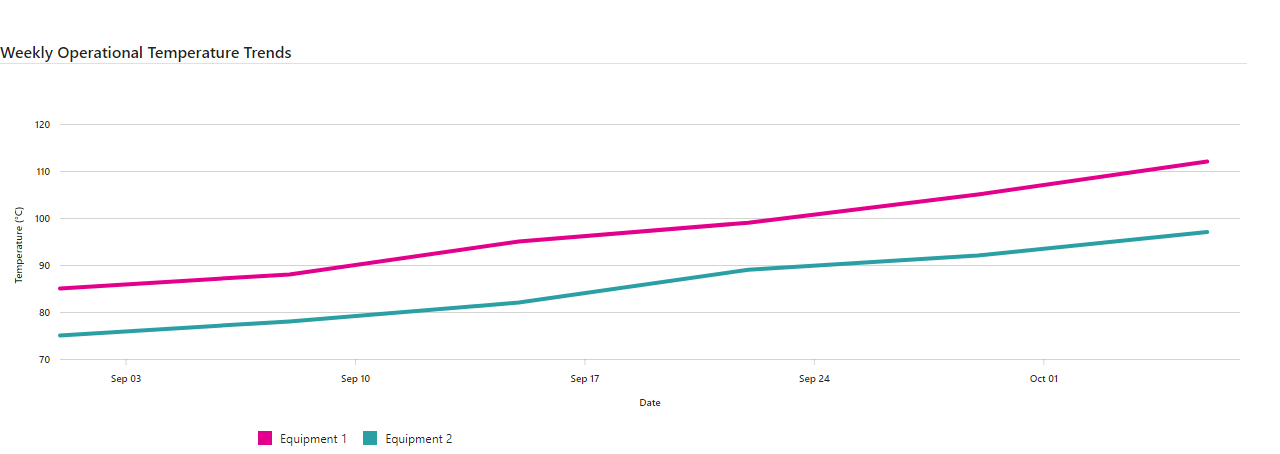 Weekly Operational Temperature Trends
120
110
100
90
80
70
Temperature (°C)
Sep 03 Sep 10 Sep 17 Sep 24 Oct 01
Date
Equipment 1 Equipment 2